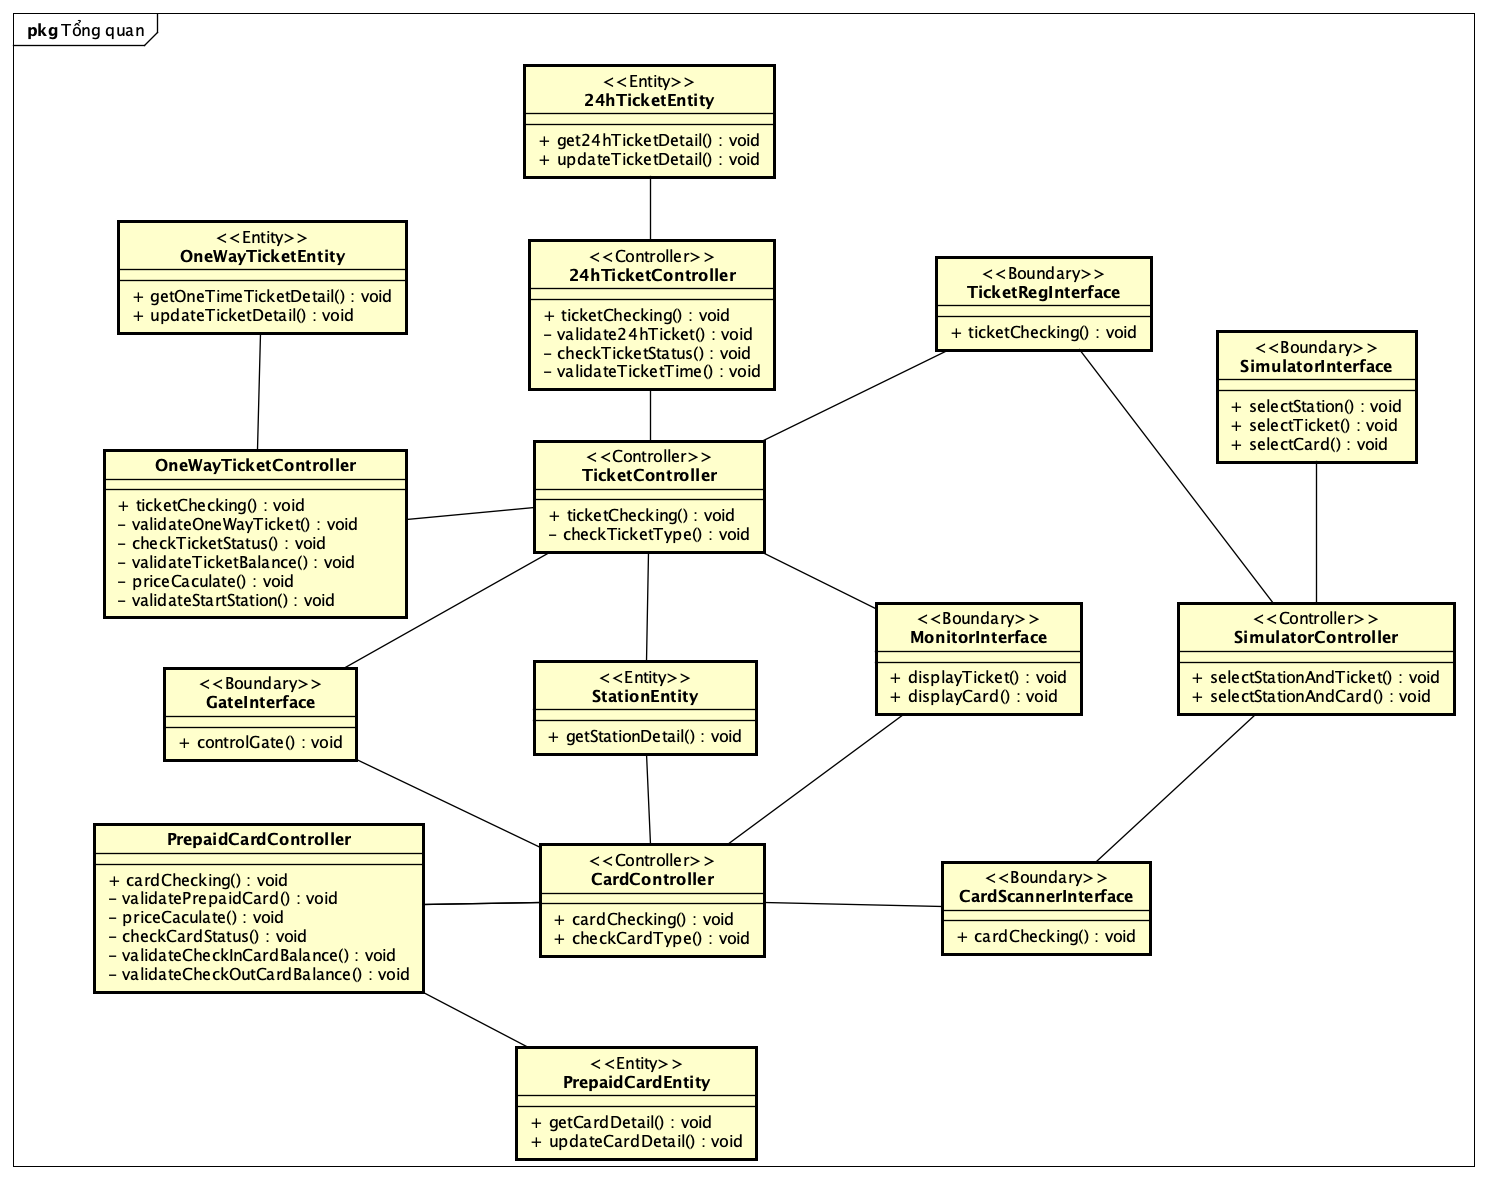 pkg Tổng quan
<<Entity>>
24hTicketEntity
+ get24hTicketDetail() : void
+ updateTicketDetail() : void
<<Entity>>
OneWayTicketEntity
+ getOneTimeTicketDetail() : void
+ updateTicketDetail() : void
<<Controller>>
24hTicketController
+ ticketChecking() : void
– validate24hTicket() : void
– checkTicketStatus() : void
– validateTicketTime() : void
<<Boundary>>
TicketRegInterface
+ ticketChecking() : void
<<Boundary>>
SimulatorInterface
+ selectStation() : void
+ selectTicket() : void
+ selectCard() : void
OneWayTicketController
+ ticketChecking() : void
– validateOneWayTicket() : void
– checkTicketStatus() : void
– validateTicketBalance() : void
– priceCaculate() : void
– validateStartStation() : void
<<Controller>>
TicketController
+ ticketChecking() : void
– checkTicketType() : void
<<Boundary>>
GateInterface
+ controlGate() : void
<<Entity>>
StationEntity
+ getStationDetail() : void
<<Boundary>>
MonitorInterface
+ displayTicket() : void
+ displayCard() : void
<<Controller>>
SimulatorController
+ selectStationAndTicket() : void
+ selectStationAndCard() : void
PrepaidCardController
+ cardChecking() : void
– validatePrepaidCard() : void
– priceCaculate() : void
– checkCardStatus() : void
– validateCheckInCardBalance() : void
– validateCheckOutCardBalance() : void
<<Controller>>
CardController
+ cardChecking() : void
+ checkCardType() : void
<<Boundary>>
CardScannerInterface
+ cardChecking() : void
<<Entity>>
PrepaidCardEntity
+ getCardDetail() : void
+ updateCardDetail() : void